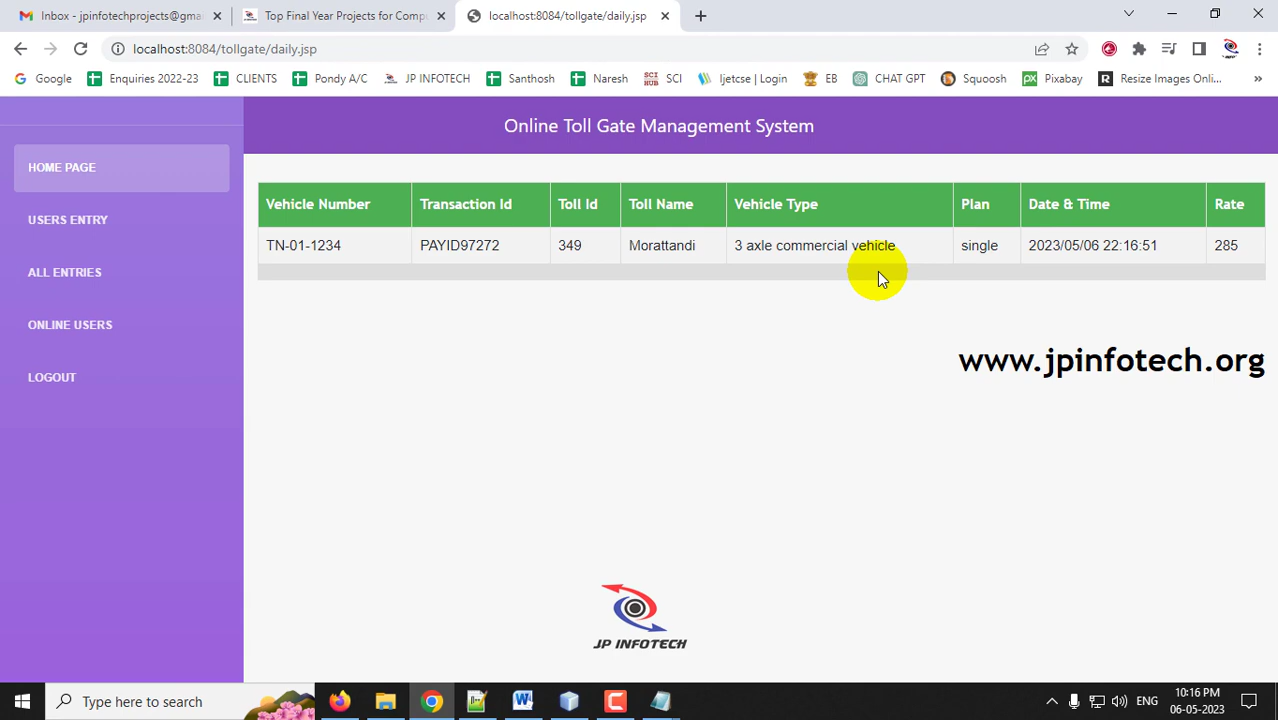 Inbox - jpinfotechprojects@gma
Top Final Year Projects for Comp
localhost:8084/tollgate/daily.jsp
localhost:8084/tollgate/daily.jsp
Google
Enquiries 2022-23
CLIENTS
Pondy A/C
JP INFOTECH
Santhosh
Naresh
SCI HUB
SCI
Ijetcse | Login
EB
CHAT GPT
Squoosh
px
Pixabay
R
Resize Images Onli...
»
Online Toll Gate Management System
HOME PAGE
USERS ENTRY
ALL ENTRIES
ONLINE USERS
LOGOUT
Vehicle Number Transaction Id Toll Id Toll Name Vehicle Type Plan Date & Time Rate
TN-01-1234 PAYID97272 349 Morattandi 3 axle commercial vehicle single 2023/05/06 22:16:51 285
www.jpinfotech.org
JP INFOTECH
Type here to search
W
C
ENG
10:16 PM
06-05-2023